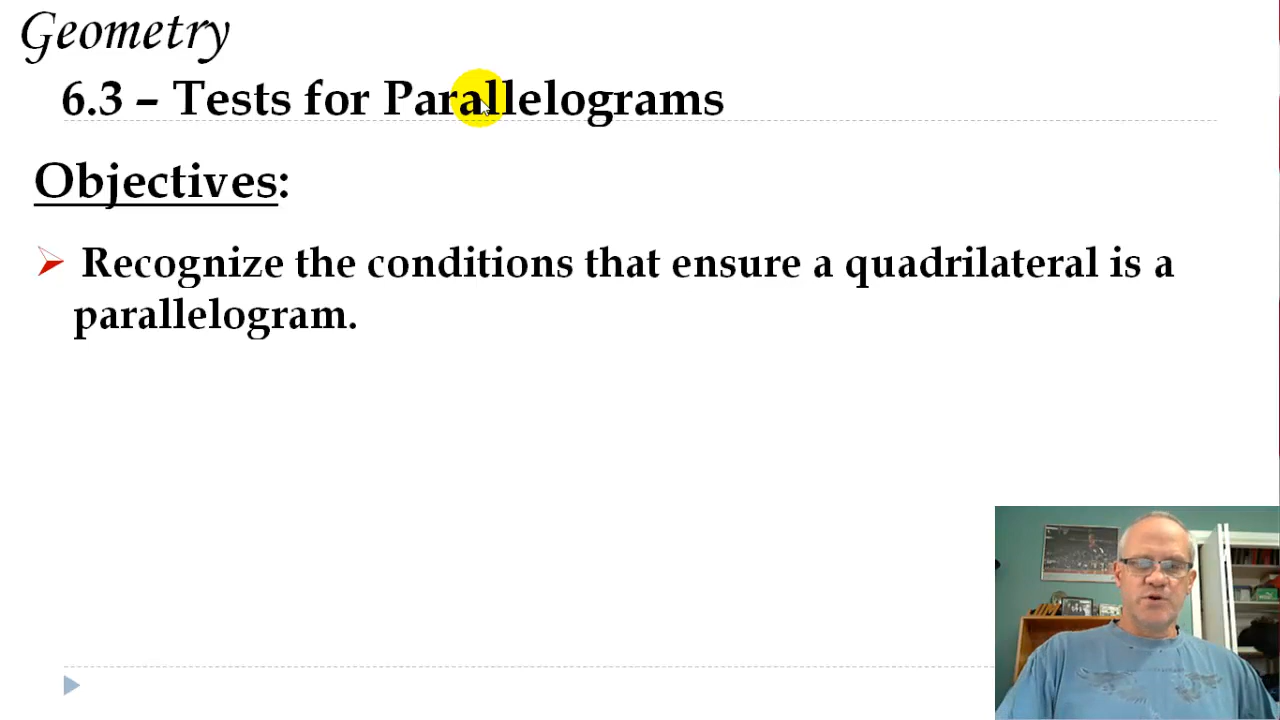 Geometry
6.3 – Tests for Parallelograms
Objectives:
Recognize the conditions that ensure a quadrilateral is a
parallelogram.